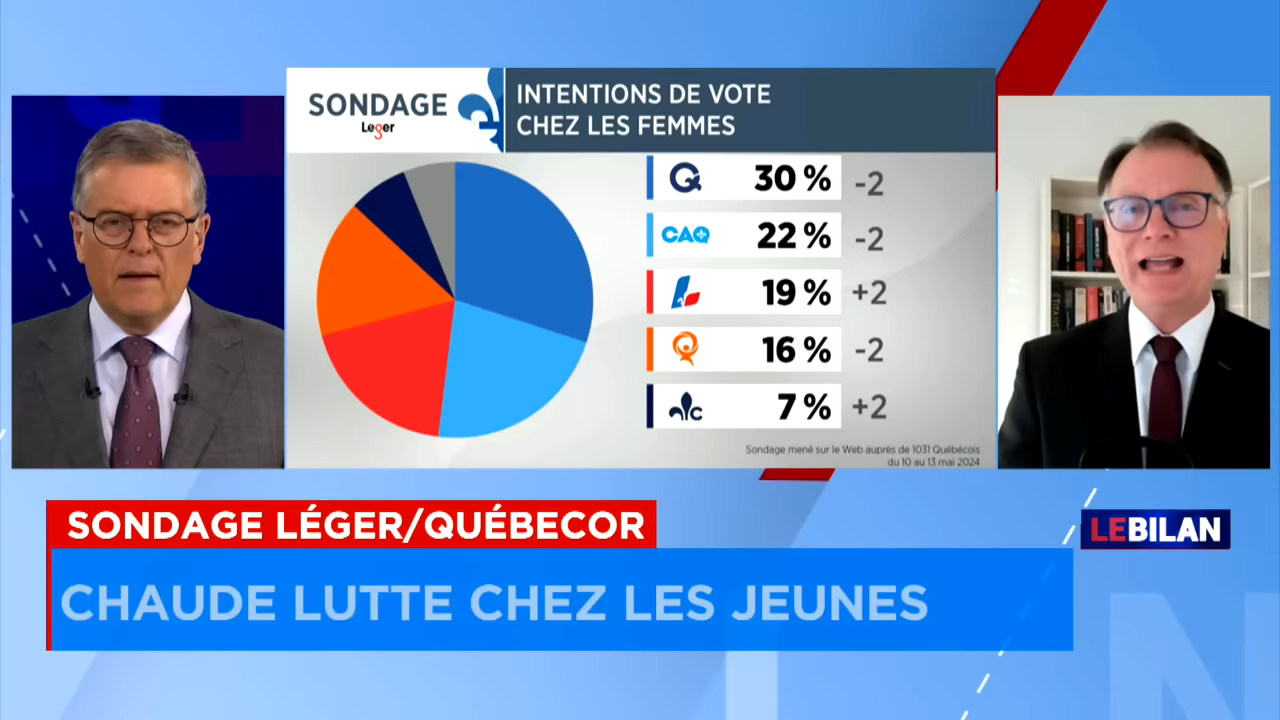 SONDAGE
Leger
INTENTIONS DE VOTE
CHEZ LES FEMMES
30 % -2
CAQ 22 % -2
19 % +2
16 % -2
C 7 % +2
Sondage mené sur le Web auprès de 1031 Québécois
du 10 au 13 mai 2024
SONDAGE LÉGER/QUÉBECOR
LEBILAN
CHAUDE LUTTE CHEZ LES JEUNES
N